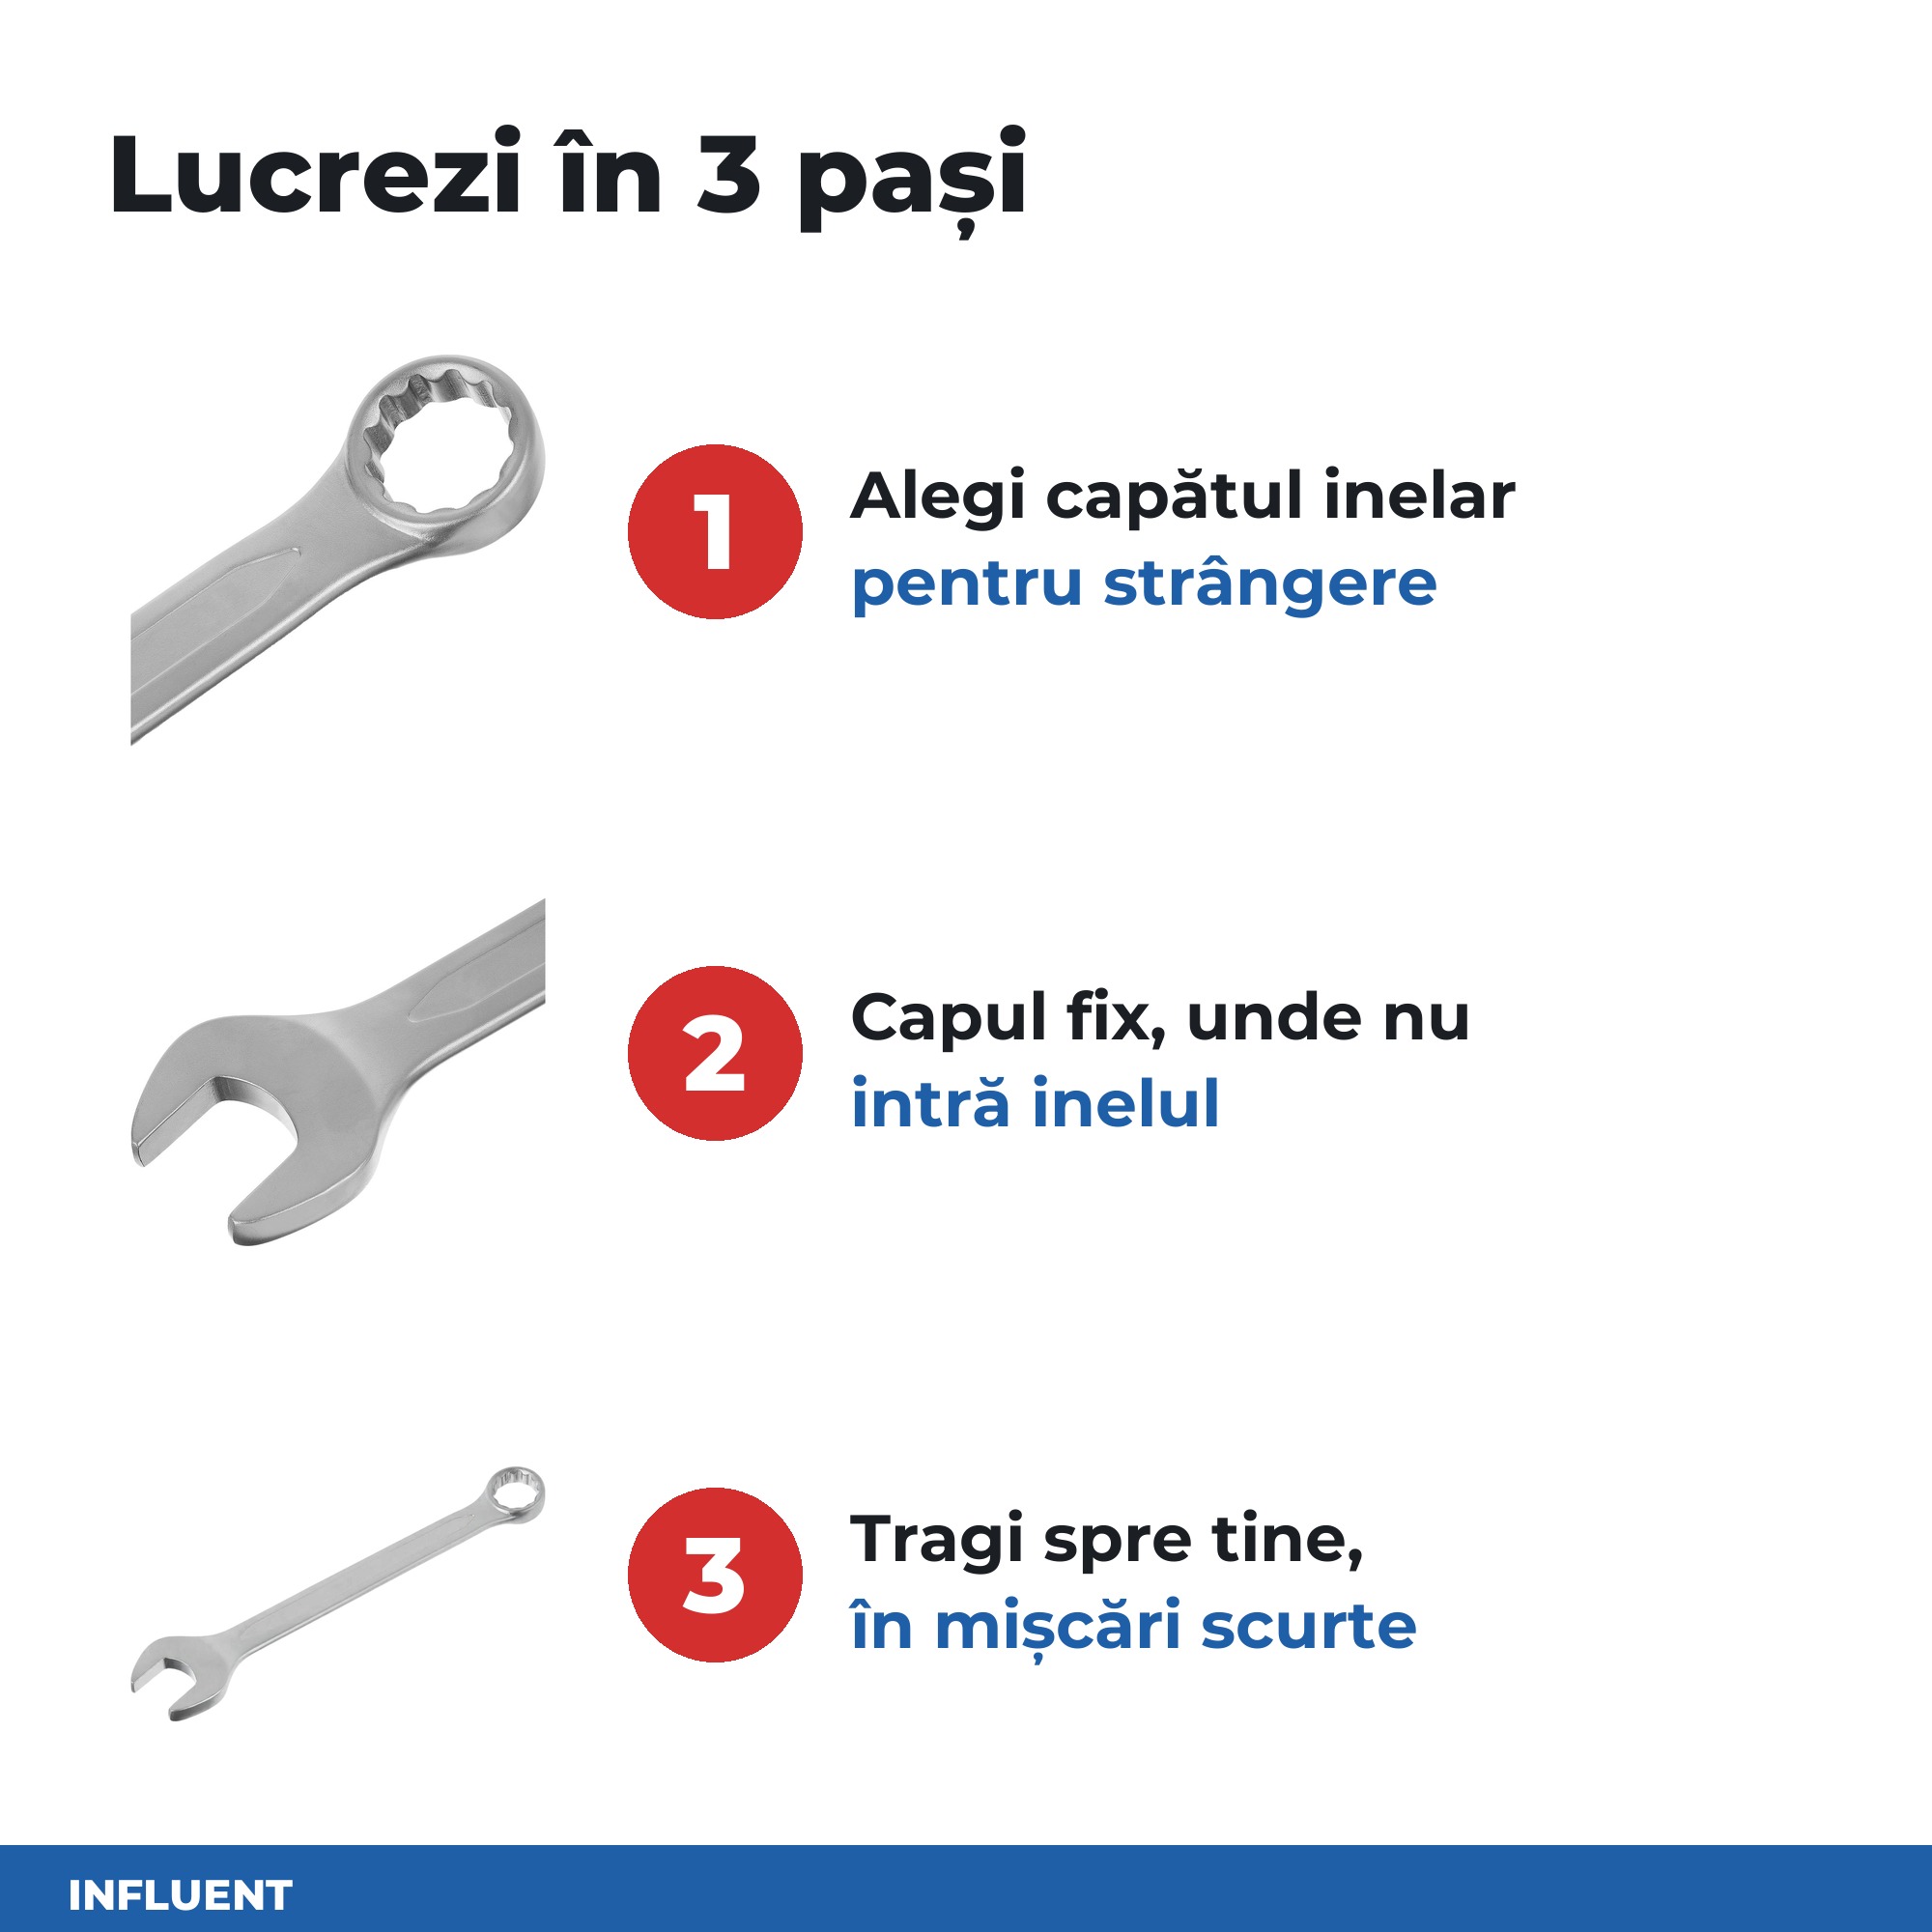 Lucrezi în 3 pași
1
Alegi capătul inelar
pentru strângere
2
Capul fix, unde nu
intră inelul
3
Tragi spre tine,
în mișcări scurte
INFLUENT